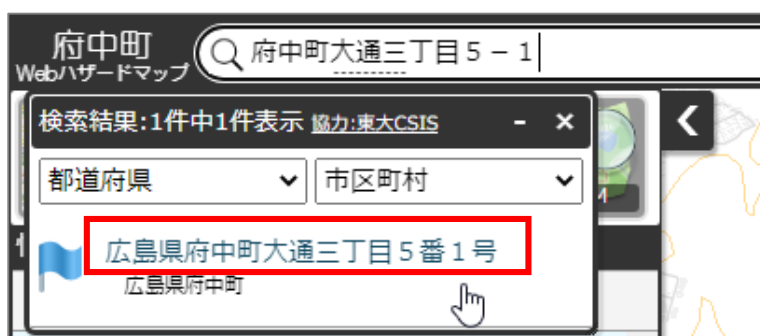 府中町
Webハザードマップ
府中町大通三丁目５－１
検索結果:1件中1件表示 協力:東大CSIS － ×
都道府県
市区町村
広島県府中町大通三丁目５番１号
広島県府中町